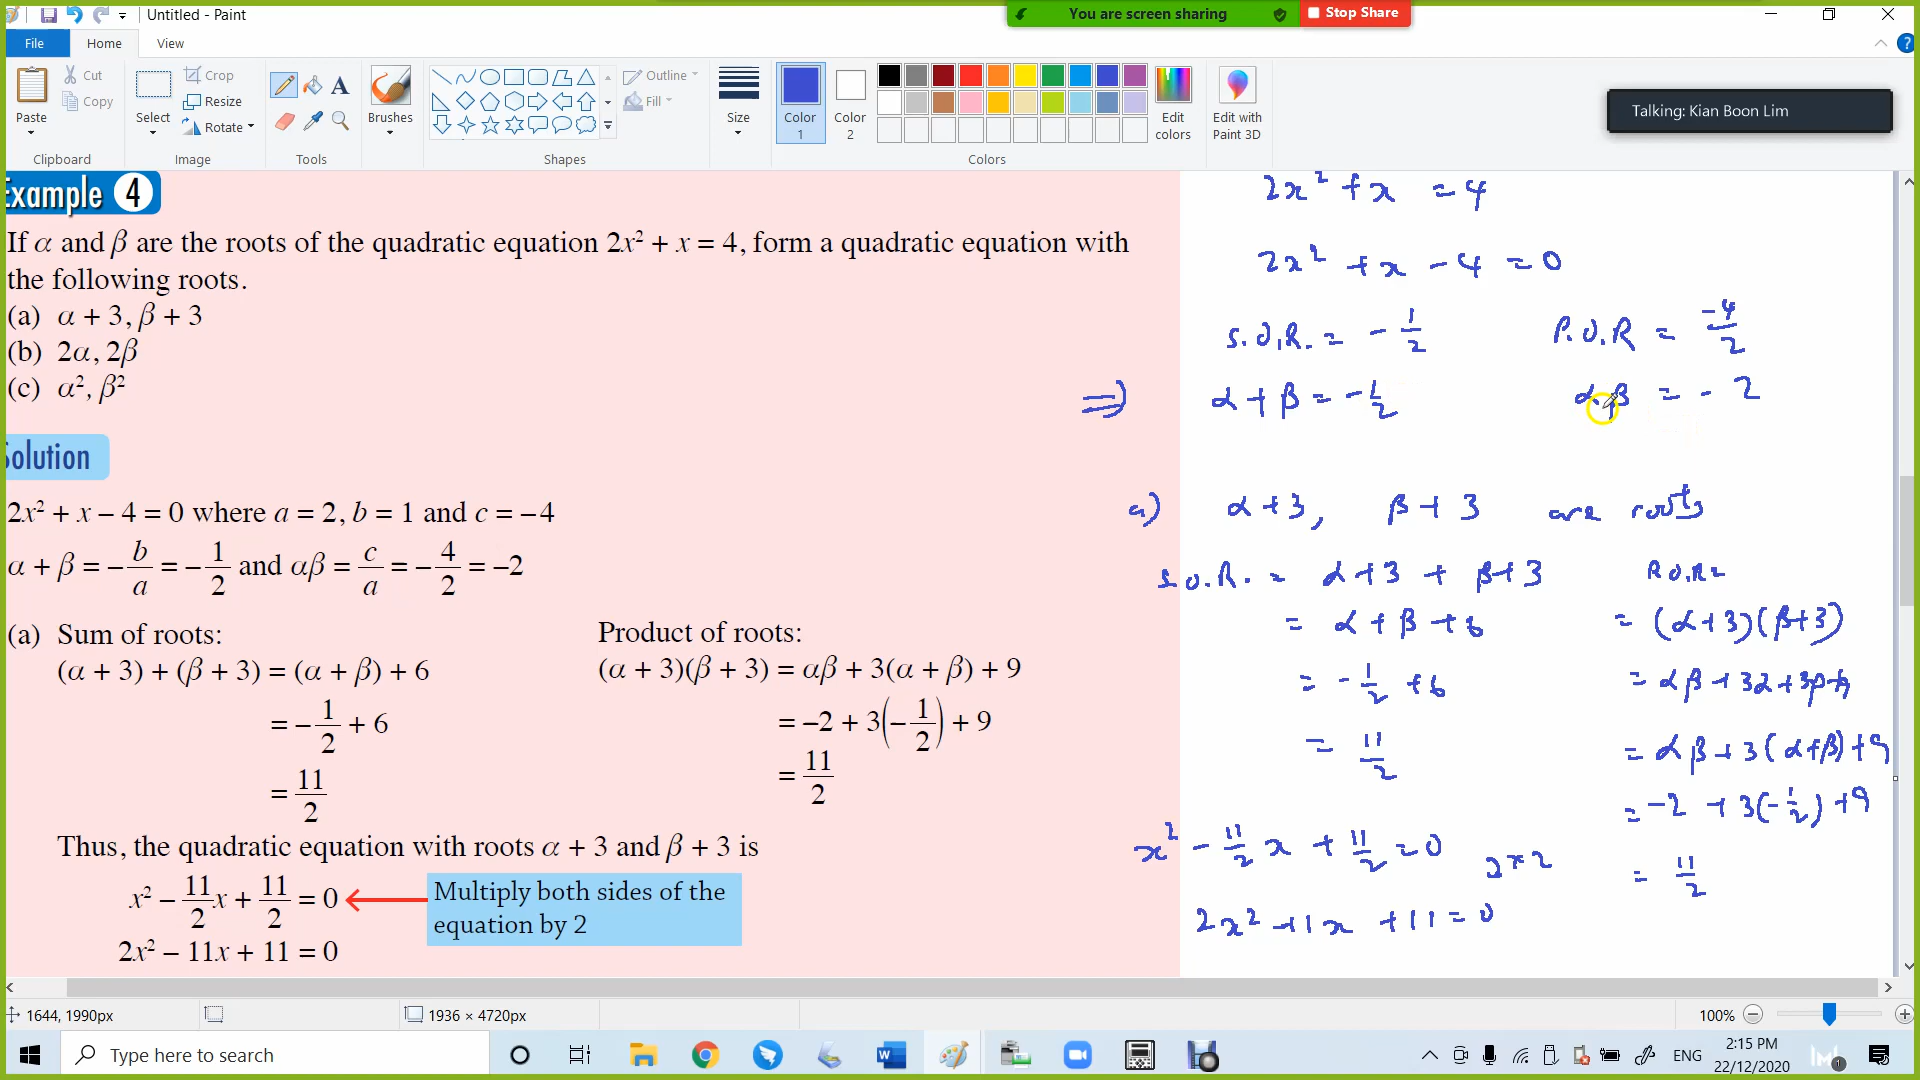 Untitled - Paint
You are screen sharing
Stop Share
File
Home
View
Cut
Copy
Paste
Clipboard
Crop
Resize
Rotate
Select
Image
A
Tools
Brushes
Outline
Fill
Shapes
Size
Color 1
Color 2
Edit colors
Edit with Paint 3D
Colors
Talking: Kian Boon Lim
Example 4
If α and β are the roots of the quadratic equation 2x² + x = 4, form a quadratic equation with
the following roots.
(a) α + 3, β + 3
(b) 2α, 2β
(c) α², β²
Solution
2x² + x – 4 = 0 where a = 2, b = 1 and c = –4
α + β = –b/a = –1/2 and αβ = c/a = –4/2 = –2
(a) Sum of roots:
(α + 3) + (β + 3) = (α + β) + 6
= –1/2 + 6
= 11/2
Product of roots:
(α + 3)(β + 3) = αβ + 3(α + β) + 9
= –2 + 3(–1/2) + 9
= 11/2
Thus, the quadratic equation with roots α + 3 and β + 3 is
x² – 11/2x + 11/2 = 0
Multiply both sides of the
equation by 2
2x² – 11x + 11 = 0
2x² + x = 4
2x² + x - 4 = 0
S.O.R. = - 1/2
P.O.R = -4/2
⇒ α + β = - 1/2
αβ = - 2
a) α + 3, β + 3 are roots
S.O.R. = α+3 + β+3
= α + β + 6
= - 1/2 + 6
= 11/2
P.O.R =
= (α+3)(β+3)
= αβ + 3α + 3β + 9
= αβ + 3(α+β) + 9
= -2 + 3(-1/2) + 9
= 11/2
x² - 11/2 x + 11/2 = 0
2x² - 11x + 11 = 0
1644, 1990px
1936 × 4720px
100%
Type here to search
ENG
2:15 PM
22/12/2020
1